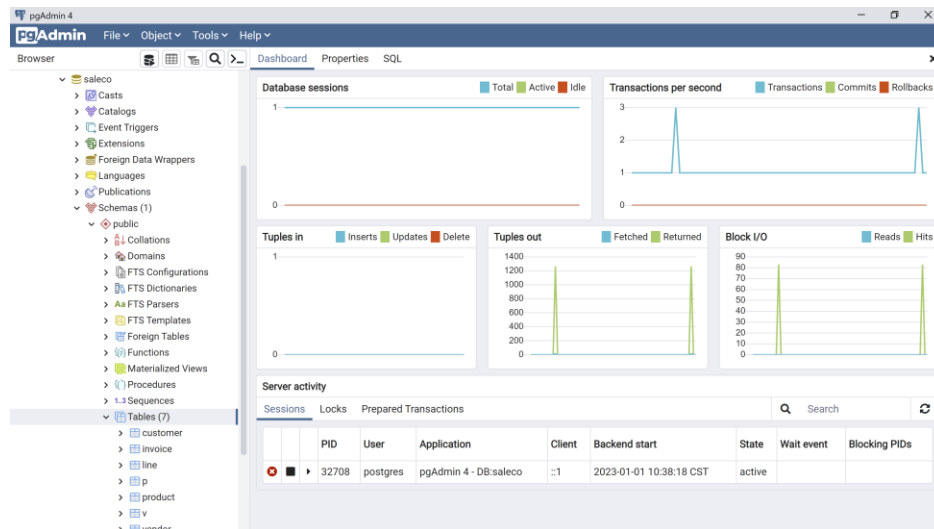 pgAdmin 4
pgAdmin File Object Tools Help
Browser
Dashboard Properties SQL
saleco
Casts
Catalogs
Event Triggers
Extensions
Foreign Data Wrappers
Languages
Publications
Schemas (1)
public
Collations
Domains
FTS Configurations
FTS Dictionaries
Aa FTS Parsers
FTS Templates
Foreign Tables
Functions
Materialized Views
Procedures
1..3 Sequences
Tables (7)
customer
invoice
line
p
product
v
vendor
Database sessions Total Active Idle
1
0
Transactions per second Transactions Commits Rollbacks
3
2
1
0
Tuples in Inserts Updates Delete
1
0
Tuples out Fetched Returned
1400
1200
1000
800
600
400
200
0
Block I/O Reads Hits
90
80
70
60
50
40
30
20
10
0
Server activity
Sessions Locks Prepared Transactions Search
PID User Application Client Backend start State Wait event Blocking PIDs
32708 postgres pgAdmin 4 - DB:saleco ::1 2023-01-01 10:38:18 CST active